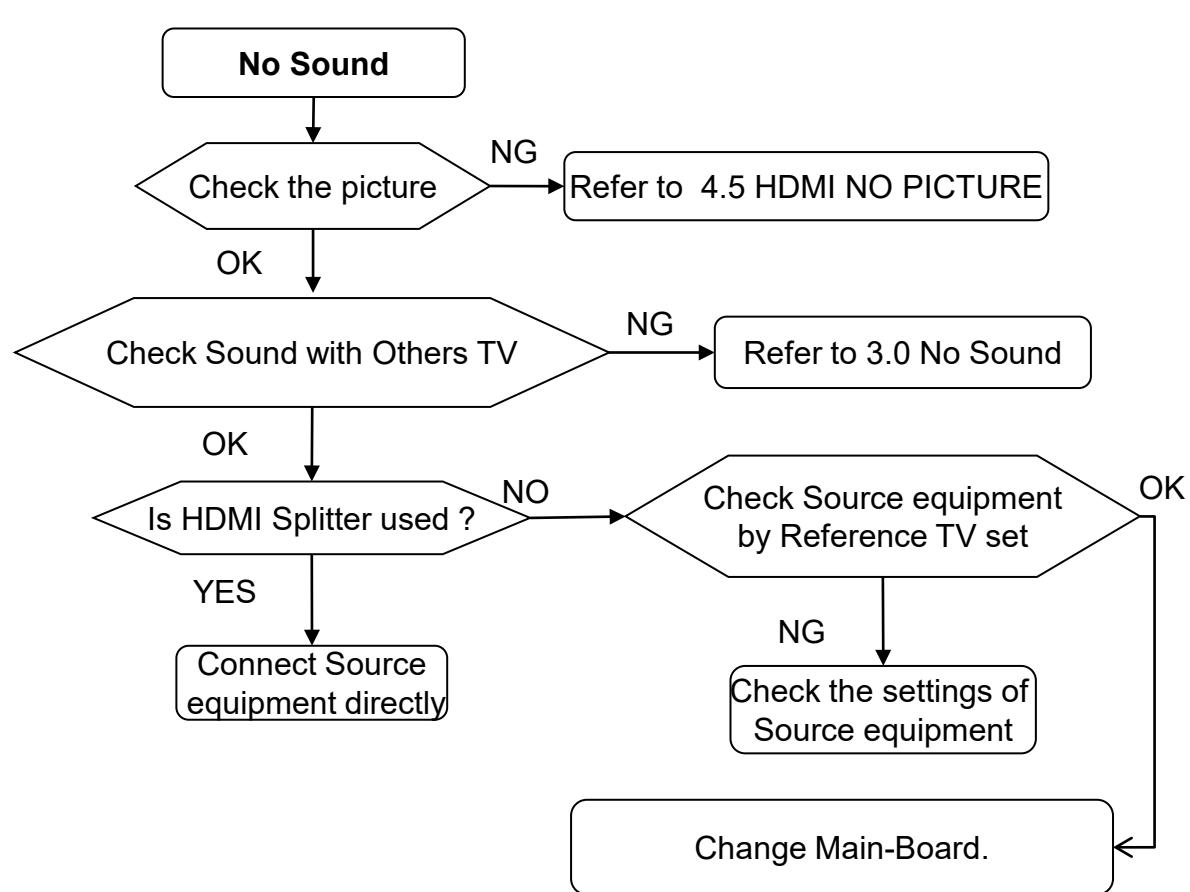 No Sound
Check the picture
NG
Refer to  4.5 HDMI NO PICTURE
OK
Check Sound with Others TV
NG
Refer to 3.0 No Sound
OK
Is HDMI Splitter used ?
NO
Check Source equipment
by Reference TV set
OK
YES
NG
Connect Source
equipment directly
Check the settings of
Source equipment
Change Main-Board.